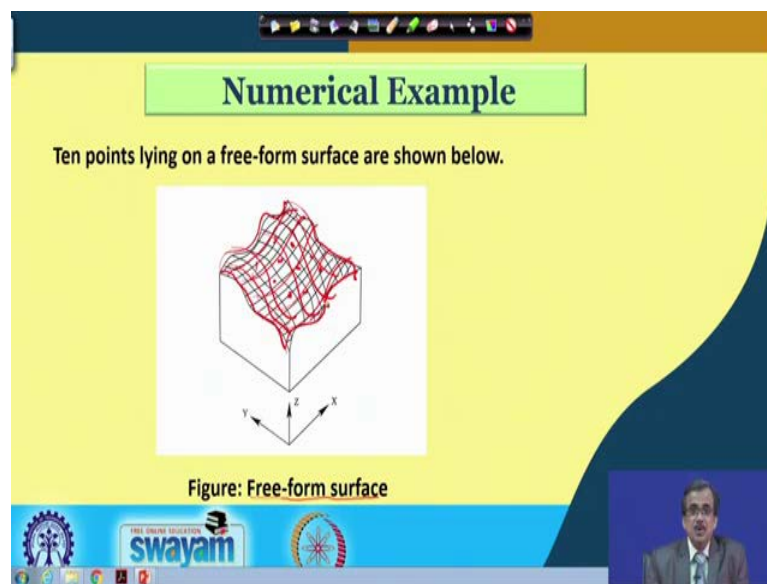 Numerical Example
Ten points lying on a free-form surface are shown below.
Z
X
Y
Figure: Free-form surface
FREE ONLINE EDUCATION
swayam